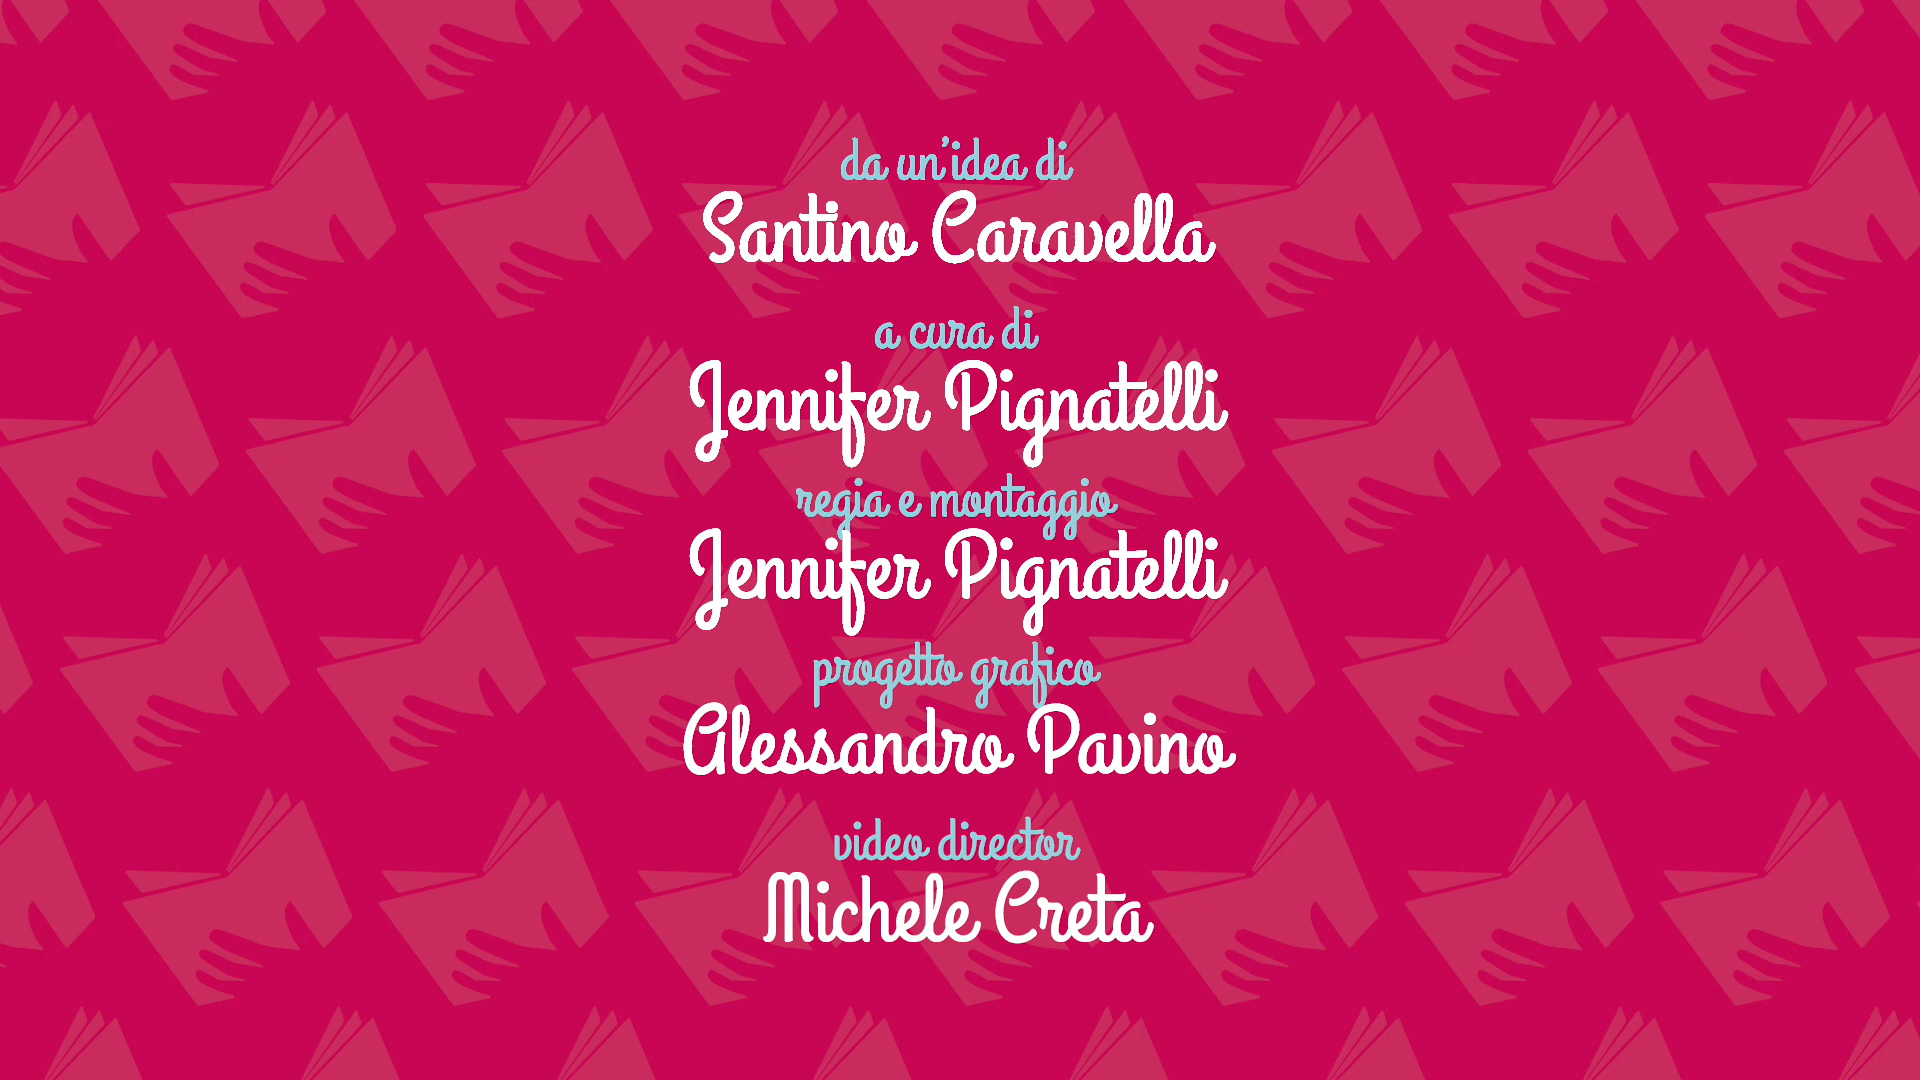 da un'idea di
Santino Caravella
a cura di
Jennifer Pignatelli
regia e montaggio
Jennifer Pignatelli
progetto grafico
Alessandro Pavino
video director
Michele Creta